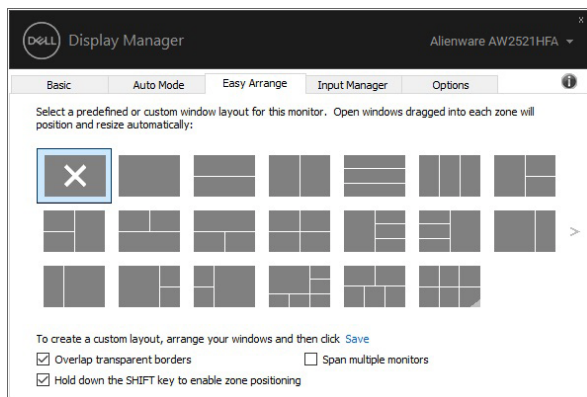 DELL Display Manager
Alienware AW2521HFA
Basic Auto Mode Easy Arrange Input Manager Options
Select a predefined or custom window layout for this monitor. Open windows dragged into each zone will
position and resize automatically:
To create a custom layout, arrange your windows and then click Save
Overlap transparent borders Span multiple monitors
Hold down the SHIFT key to enable zone positioning